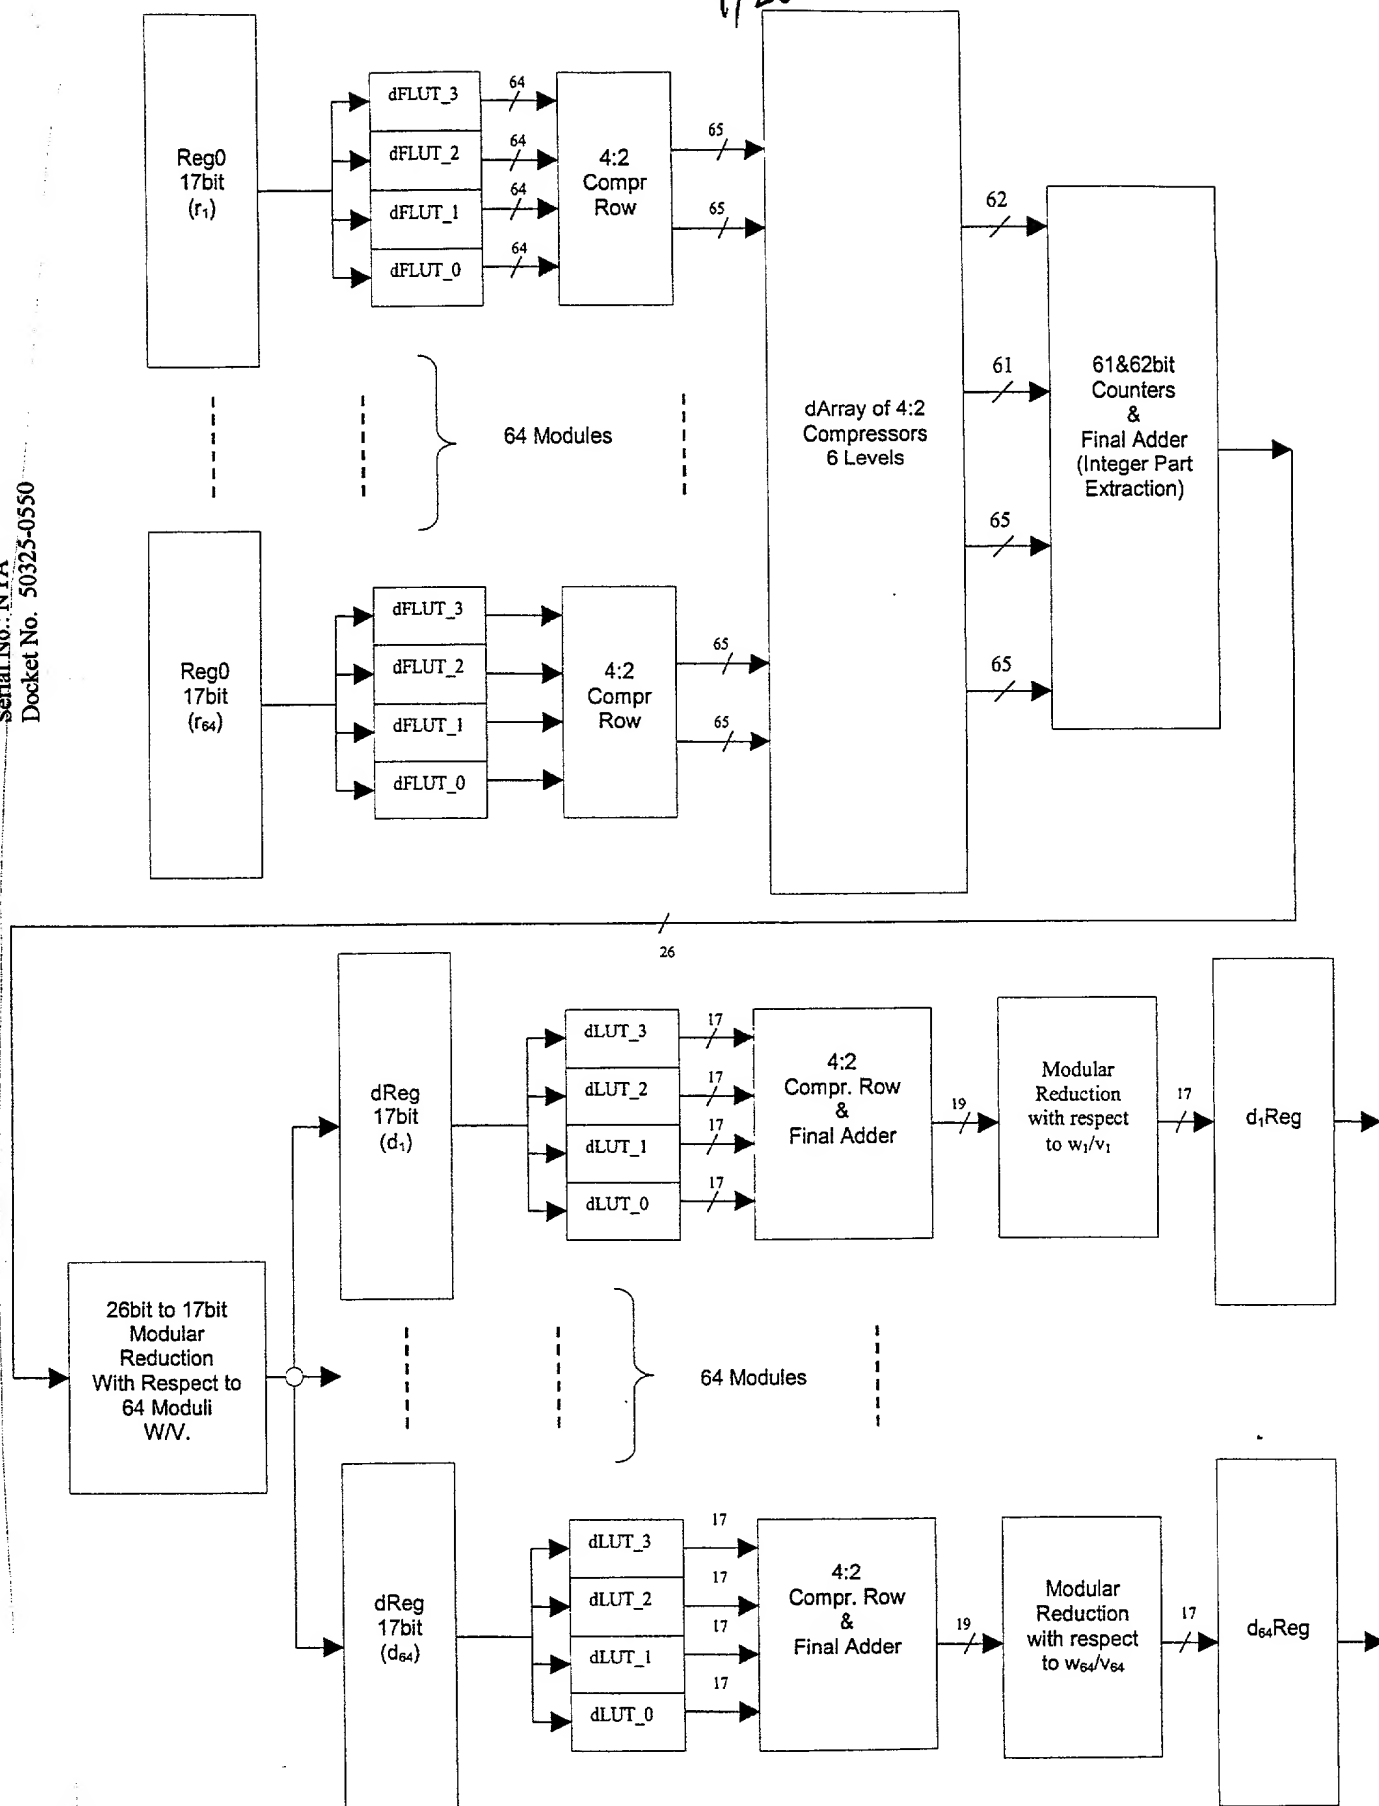 Serial No.: NYA
Docket No. 50325-0550
Reg0
17bit
(r₁)
dFLUT_3
dFLUT_2
dFLUT_1
dFLUT_0
64
64
64
64
4:2
Compr
Row
65
65
64 Modules
Reg0
17bit
(r₆₄)
dFLUT_3
dFLUT_2
dFLUT_1
dFLUT_0
4:2
Compr
Row
65
65
dArray of 4:2
Compressors
6 Levels
62
61
65
65
61&62bit
Counters
&
Final Adder
(Integer Part
Extraction)
26
26bit to 17bit
Modular
Reduction
With Respect to
64 Moduli
W/V.
dReg
17bit
(d₁)
dLUT_3
dLUT_2
dLUT_1
dLUT_0
17
17
17
17
4:2
Compr. Row
&
Final Adder
19
Modular
Reduction
with respect
to w₁/v₁
17
d₁Reg
64 Modules
dReg
17bit
(d₆₄)
dLUT_3
dLUT_2
dLUT_1
dLUT_0
17
17
17
17
4:2
Compr. Row
&
Final Adder
19
Modular
Reduction
with respect
to w₆₄/v₆₄
17
d₆₄Reg